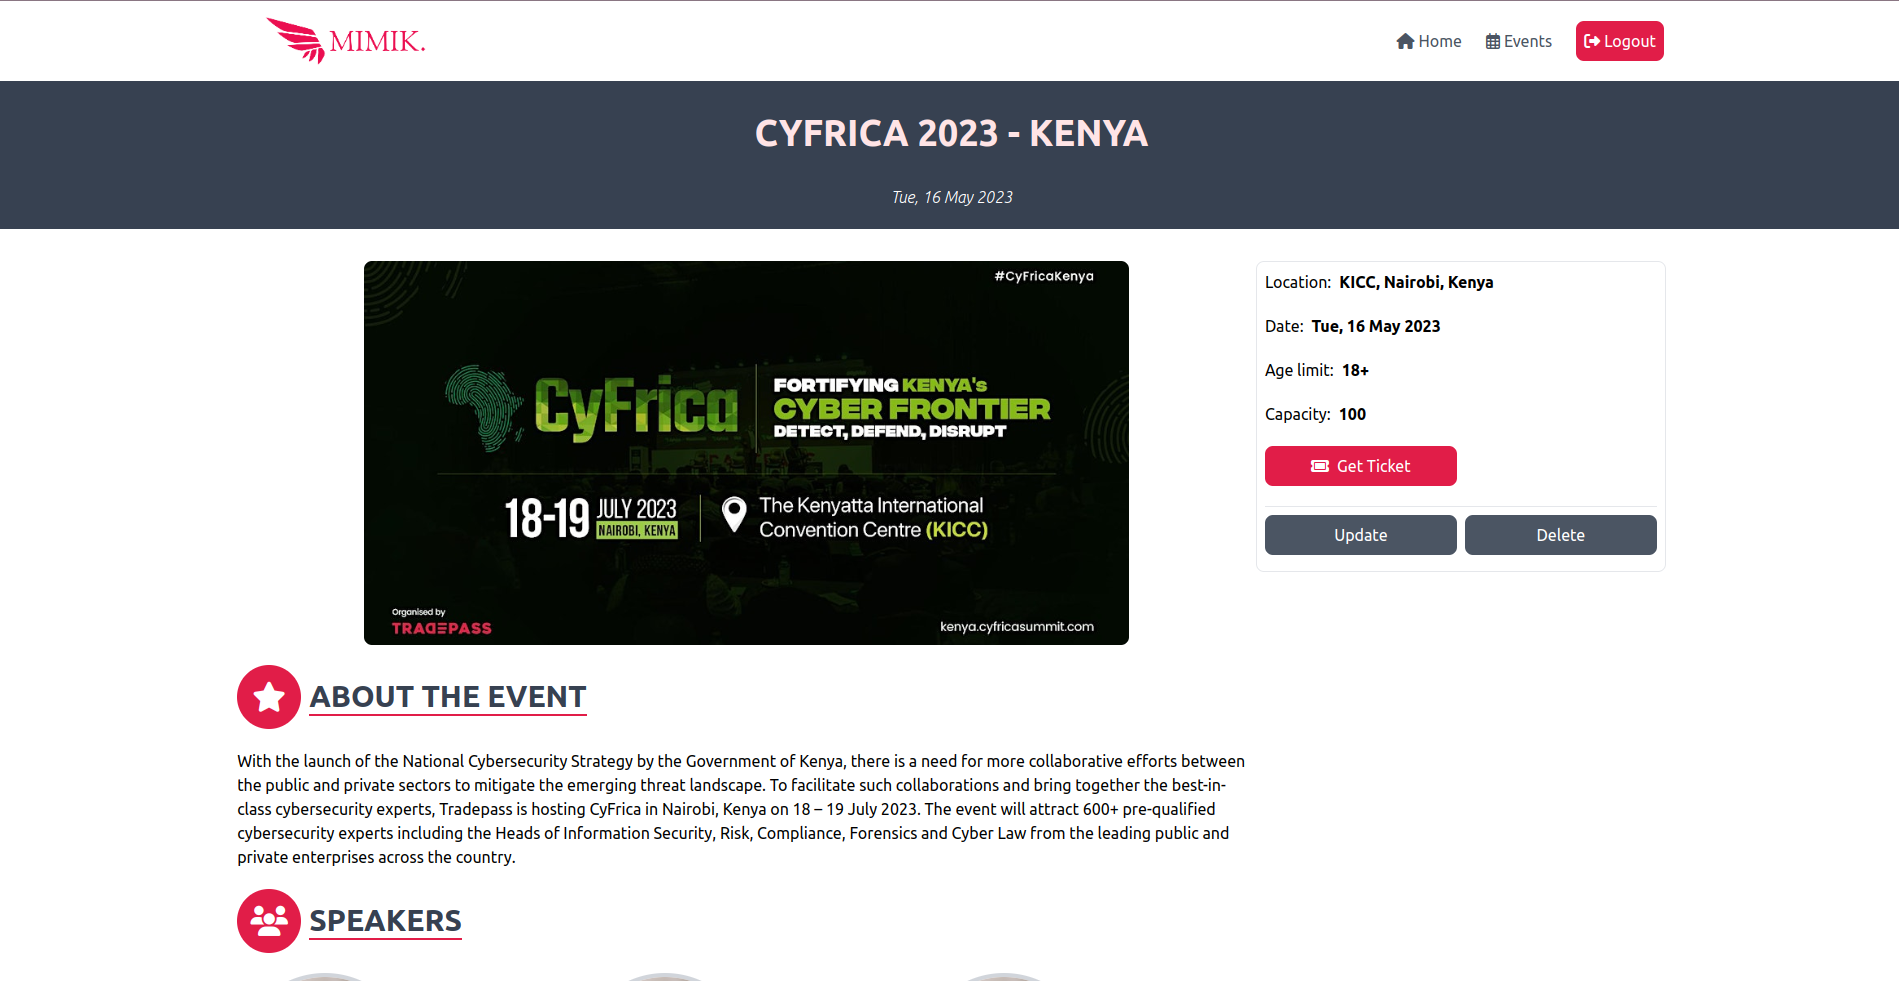 MIMIK.
Home
Events
Logout
CYFRICA 2023 - KENYA
Tue, 16 May 2023
#CyFricaKenya
CyFrica
FORTIFYING KENYA's
CYBER FRONTIER
DETECT, DEFEND, DISRUPT
18-19 JULY 2023
NAIROBI, KENYA
The Kenyatta International
Convention Centre (KICC)
Organised by
TRADEPASS
kenya.cyfricasummit.com
Location: KICC, Nairobi, Kenya
Date: Tue, 16 May 2023
Age limit: 18+
Capacity: 100
Get Ticket
Update
Delete
ABOUT THE EVENT
With the launch of the National Cybersecurity Strategy by the Government of Kenya, there is a need for more collaborative efforts between
the public and private sectors to mitigate the emerging threat landscape. To facilitate such collaborations and bring together the best-in-
class cybersecurity experts, Tradepass is hosting CyFrica in Nairobi, Kenya on 18 – 19 July 2023. The event will attract 600+ pre-qualified
cybersecurity experts including the Heads of Information Security, Risk, Compliance, Forensics and Cyber Law from the leading public and
private enterprises across the country.
SPEAKERS